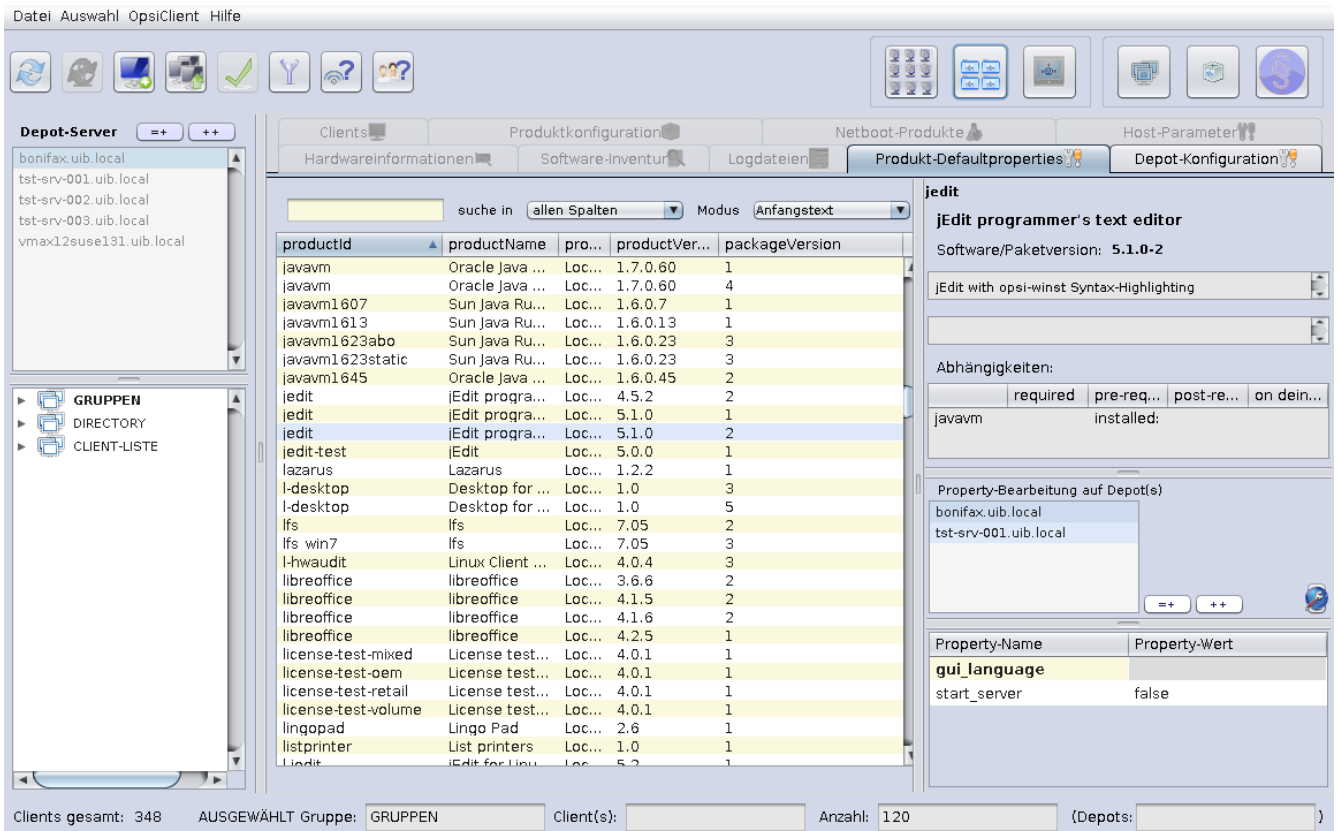 Datei Auswahl OpsiClient Hilfe
Depot-Server =+ ++
bonifax.uib.local
tst-srv-001.uib.local
tst-srv-002.uib.local
tst-srv-003.uib.local
vmax12suse131.uib.local
GRUPPEN
DIRECTORY
CLIENT-LISTE
Clients Produktkonfiguration Netboot-Produkte Host-Parameter
Hardwareinformationen Software-Inventur Logdateien Produkt-Defaultproperties Depot-Konfiguration
suche in allen Spalten Modus Anfangstext
productId productName pro... productVer... packageVersion
javavm Oracle Java ... Loc... 1.7.0.60 1
javavm Oracle Java ... Loc... 1.7.0.60 4
javavm1607 Sun Java Ru... Loc... 1.6.0.7 1
javavm1613 Sun Java Ru... Loc... 1.6.0.13 1
javavm1623abo Sun Java Ru... Loc... 1.6.0.23 3
javavm1623static Sun Java Ru... Loc... 1.6.0.23 3
javavm1645 Oracle Java ... Loc... 1.6.0.45 2
jedit jEdit progra... Loc... 4.5.2 2
jedit jEdit progra... Loc... 5.1.0 1
jedit jEdit progra... Loc... 5.1.0 2
jedit-test jEdit Loc... 5.0.0 1
lazarus Lazarus Loc... 1.2.2 1
l-desktop Desktop for ... Loc... 1.0 3
l-desktop Desktop for ... Loc... 1.0 5
lfs lfs Loc... 7.05 2
lfs_win7 lfs Loc... 7.05 3
l-hwaudit Linux Client ... Loc... 4.0.4 3
libreoffice libreoffice Loc... 3.6.6 2
libreoffice libreoffice Loc... 4.1.5 2
libreoffice libreoffice Loc... 4.1.6 2
libreoffice libreoffice Loc... 4.2.5 1
license-test-mixed License test... Loc... 4.0.1 1
license-test-oem License test... Loc... 4.0.1 1
license-test-retail License test... Loc... 4.0.1 1
license-test-volume License test... Loc... 4.0.1 1
lingopad Lingo Pad Loc... 2.6 1
listprinter List printers Loc... 1.0 1
l-jedit jEdit for Linu... Loc... 5.2 1
jedit
jEdit programmer's text editor
Software/Paketversion: 5.1.0-2
jEdit with opsi-winst Syntax-Highlighting
Abhängigkeiten:
required pre-req... post-re... on dein...
javavm installed:
Property-Bearbeitung auf Depot(s)
bonifax.uib.local
tst-srv-001.uib.local
=+ ++
Property-Name Property-Wert
gui_language
start_server false
Clients gesamt: 348 AUSGEWÄHLT Gruppe: GRUPPEN Client(s): Anzahl: 120 (Depots: )